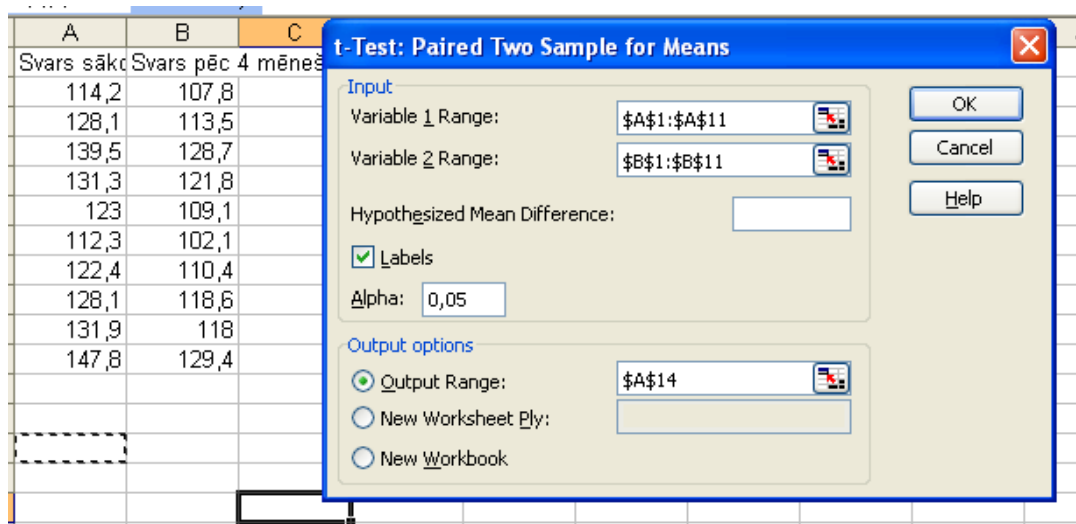 A B C
Svars sāk Svars pēc 4 mēneš
114,2 107,8
128,1 113,5
139,5 128,7
131,3 121,8
123 109,1
112,3 102,1
122,4 110,4
128,1 118,6
131,9 118
147,8 129,4
t-Test: Paired Two Sample for Means
Input
Variable 1 Range: $A$1:$A$11
Variable 2 Range: $B$1:$B$11
Hypothesized Mean Difference:
Labels
Alpha: 0,05
Output options
Output Range: $A$14
New Worksheet Ply:
New Workbook
OK
Cancel
Help